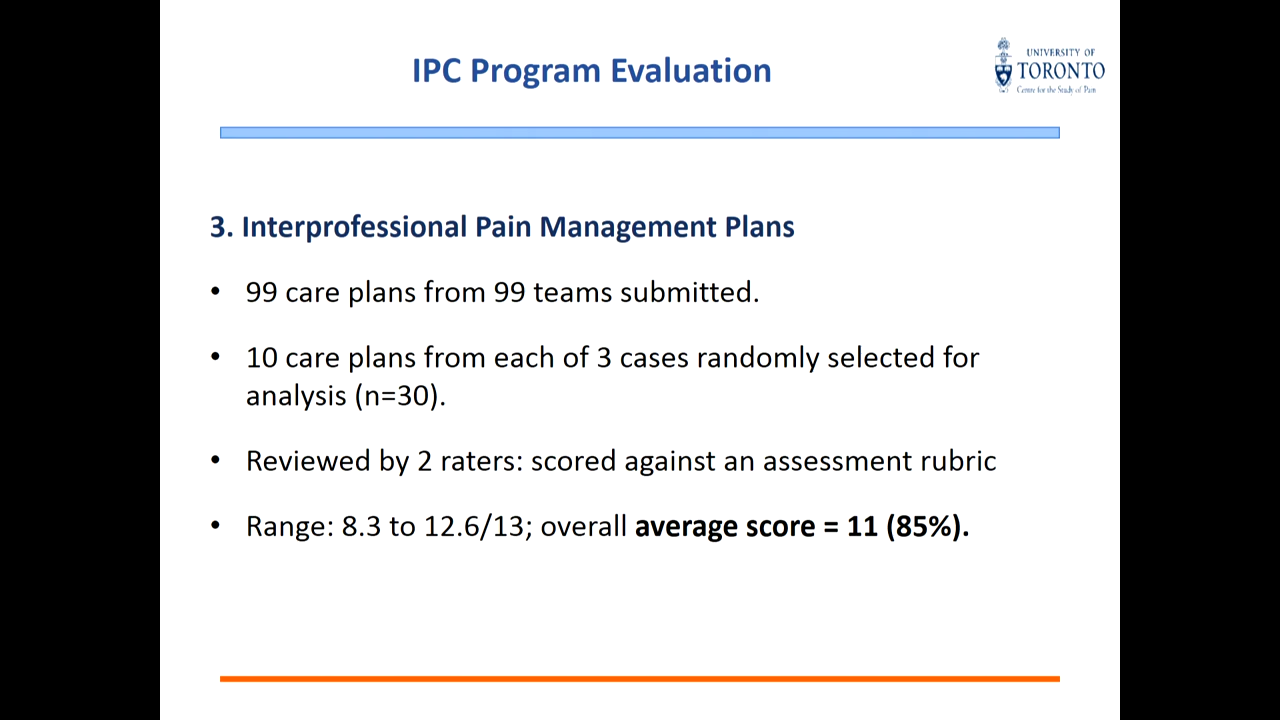 IPC Program Evaluation
UNIVERSITY OF
TORONTO
Centre for the Study of Pain
3. Interprofessional Pain Management Plans
• 99 care plans from 99 teams submitted.
• 10 care plans from each of 3 cases randomly selected for
analysis (n=30).
• Reviewed by 2 raters: scored against an assessment rubric
• Range: 8.3 to 12.6/13; overall average score = 11 (85%).